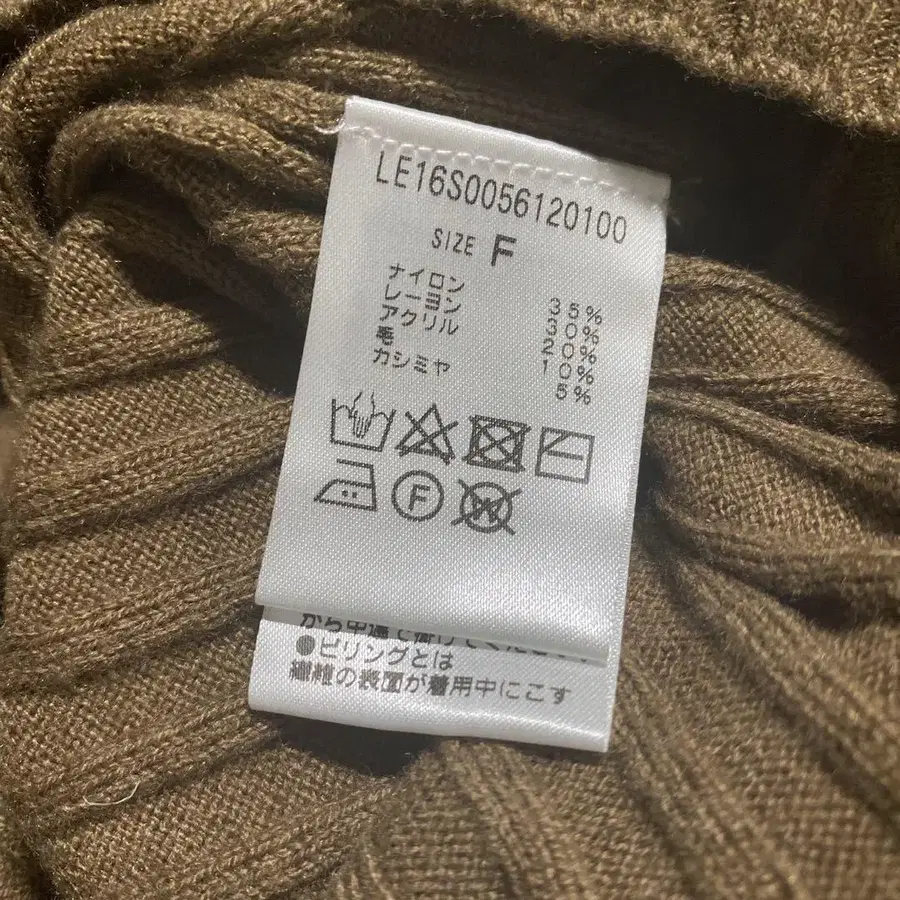 LE16S0056120100
SIZE F
ナイロン 35%
レーヨン 30%
アクリル 20%
毛 10%
カシミヤ 5%
F
W
●ピリングとは
繊維の表面が着用中にこす